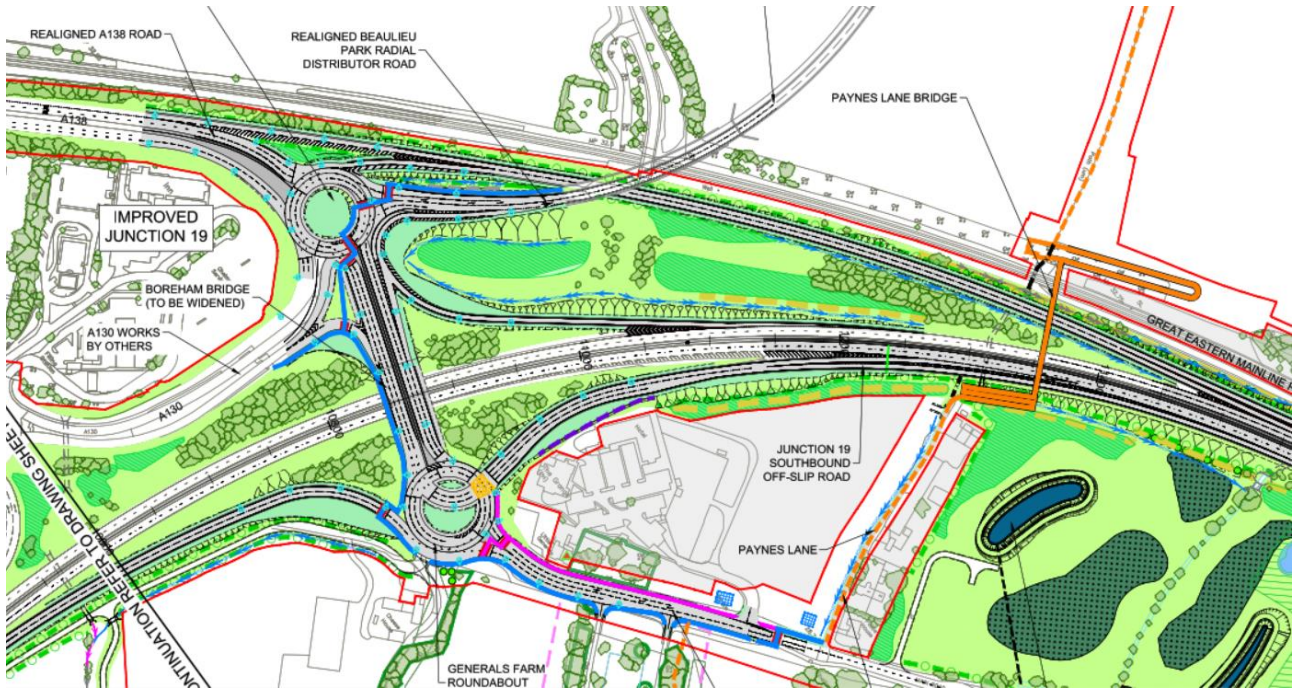 REALIGNED A138 ROAD
REALIGNED BEAULIEU
PARK RADIAL
DISTRIBUTOR ROAD
PAYNES LANE BRIDGE
A138
IMPROVED
JUNCTION 19
BOREHAM BRIDGE
(TO BE WIDENED)
A130 WORKS
BY OTHERS
GREAT EASTERN MAINLINE
A130
A130
JUNCTION 19
SOUTHBOUND
OFF-SLIP ROAD
PAYNES LANE
CONTINUATION REFER TO DRAWING SHEE
GENERALS FARM
ROUNDABOUT